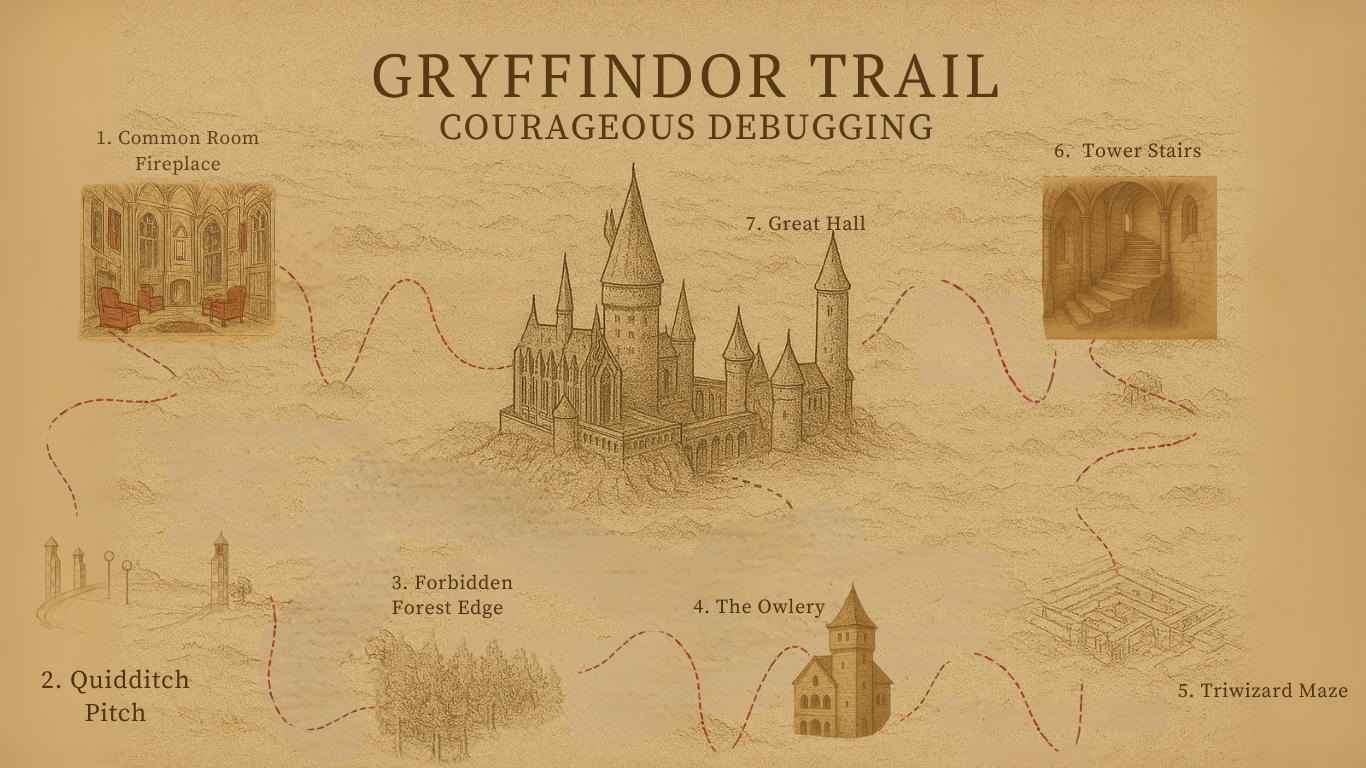 GRYFFINDOR TRAIL
COURAGEOUS DEBUGGING
1. Common Room
Fireplace
6. Tower Stairs
7. Great Hall
3. Forbidden
Forest Edge
4. The Owlery
2. Quidditch
Pitch
5. Triwizard Maze